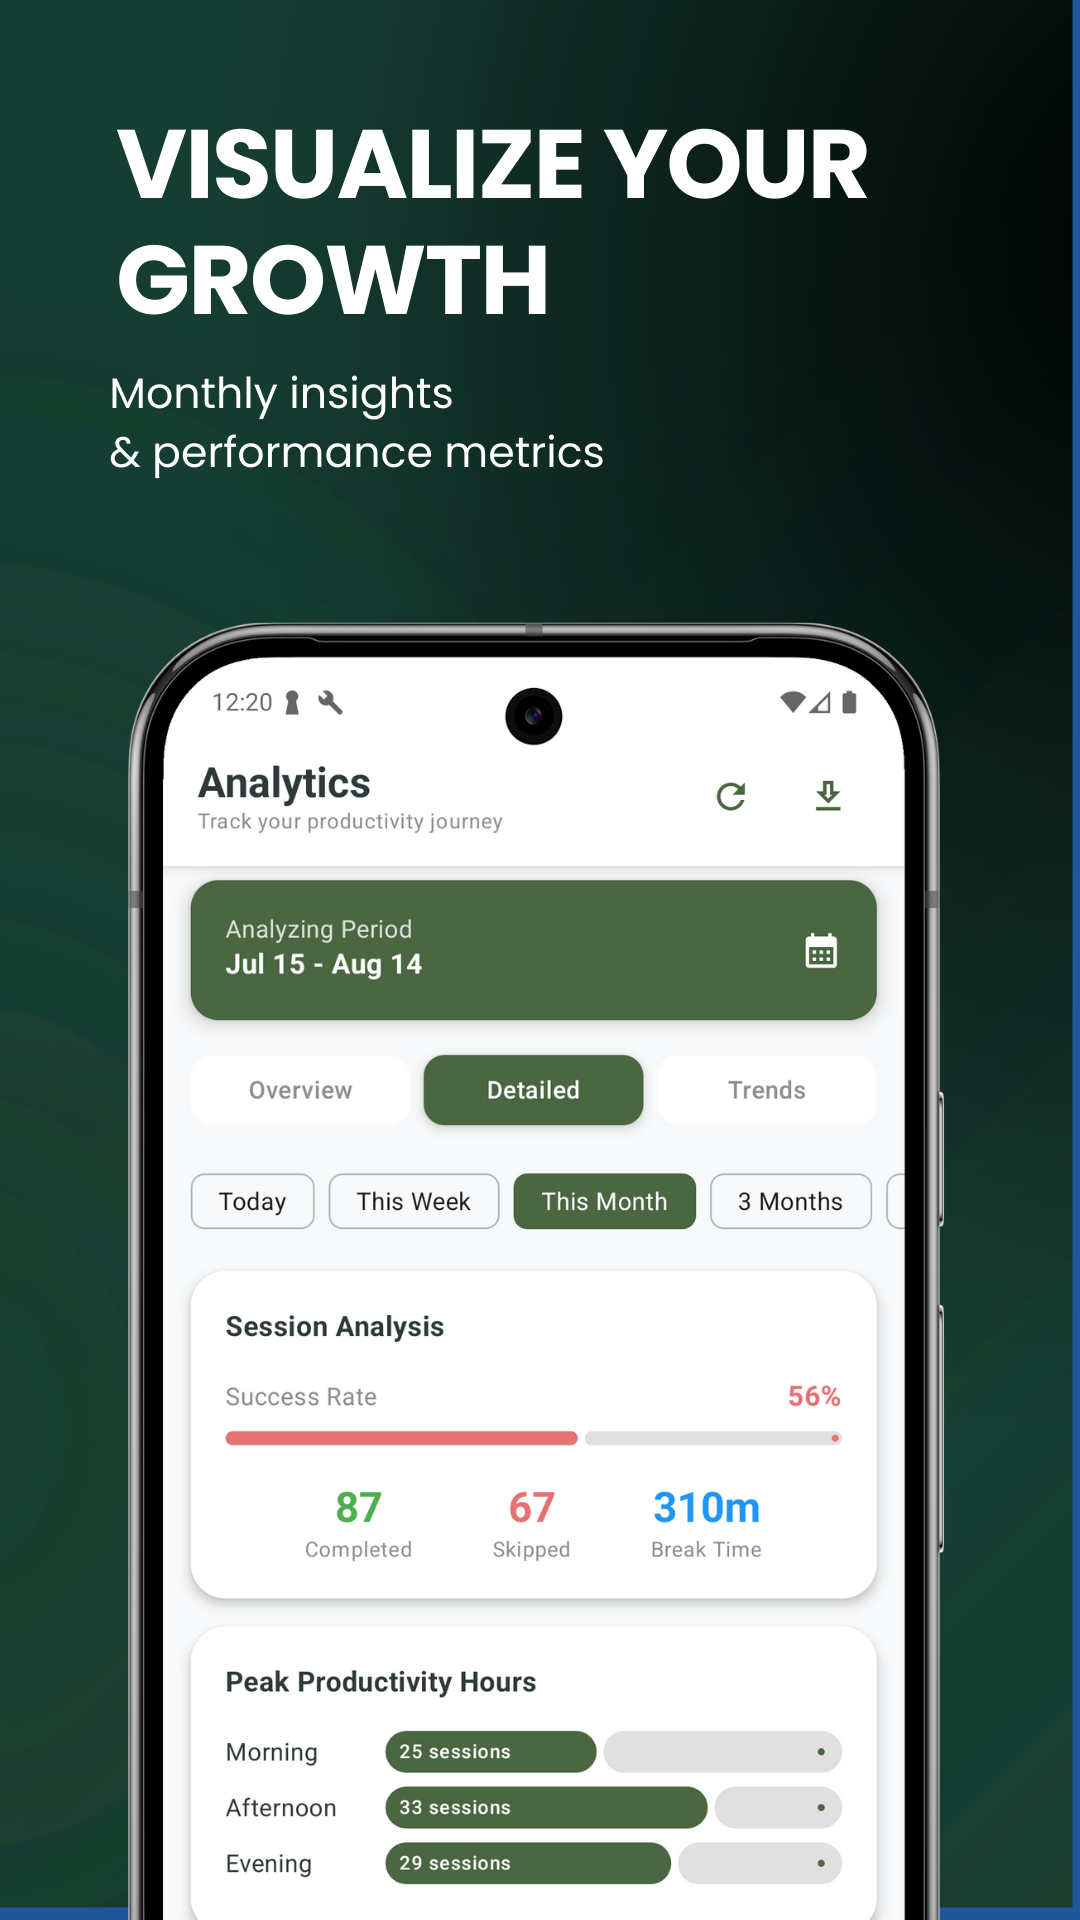 VISUALIZE YOUR
GROWTH
Monthly insights
& performance metrics
12:20
Analytics
Track your productivity journey
Analyzing Period
Jul 15 - Aug 14
Overview
Detailed
Trends
Today
This Week
This Month
3 Months
Session Analysis
Success Rate
56%
87
67
310m
Completed
Skipped
Break Time
Peak Productivity Hours
Morning
25 sessions
Afternoon
33 sessions
Evening
29 sessions